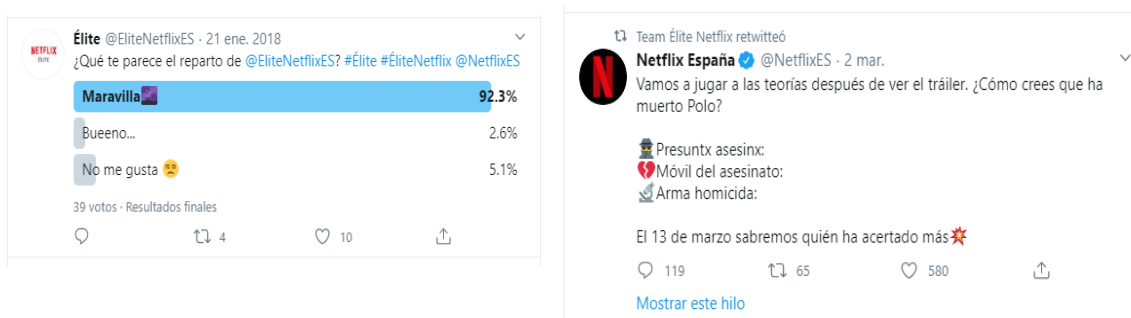 NETFLIX
ÉLITE
Élite @EliteNetflixES · 21 ene. 2018
¿Qué te parece el reparto de @EliteNetflixES? #Élite #ÉliteNetflix @NetflixES
Maravilla🌌 92.3%
Bueeno... 2.6%
No me gusta 😒 5.1%
39 votos · Resultados finales
4 10
Team Élite Netflix retwitteó
N
Netflix España @NetflixES · 2 mar.
Vamos a jugar a las teorías después de ver el tráiler. ¿Cómo crees que ha
muerto Polo?
🕵️Presuntx asesinx:
💔Móvil del asesinato:
🔬Arma homicida:
El 13 de marzo sabremos quién ha acertado más💥
119 65 580
Mostrar este hilo